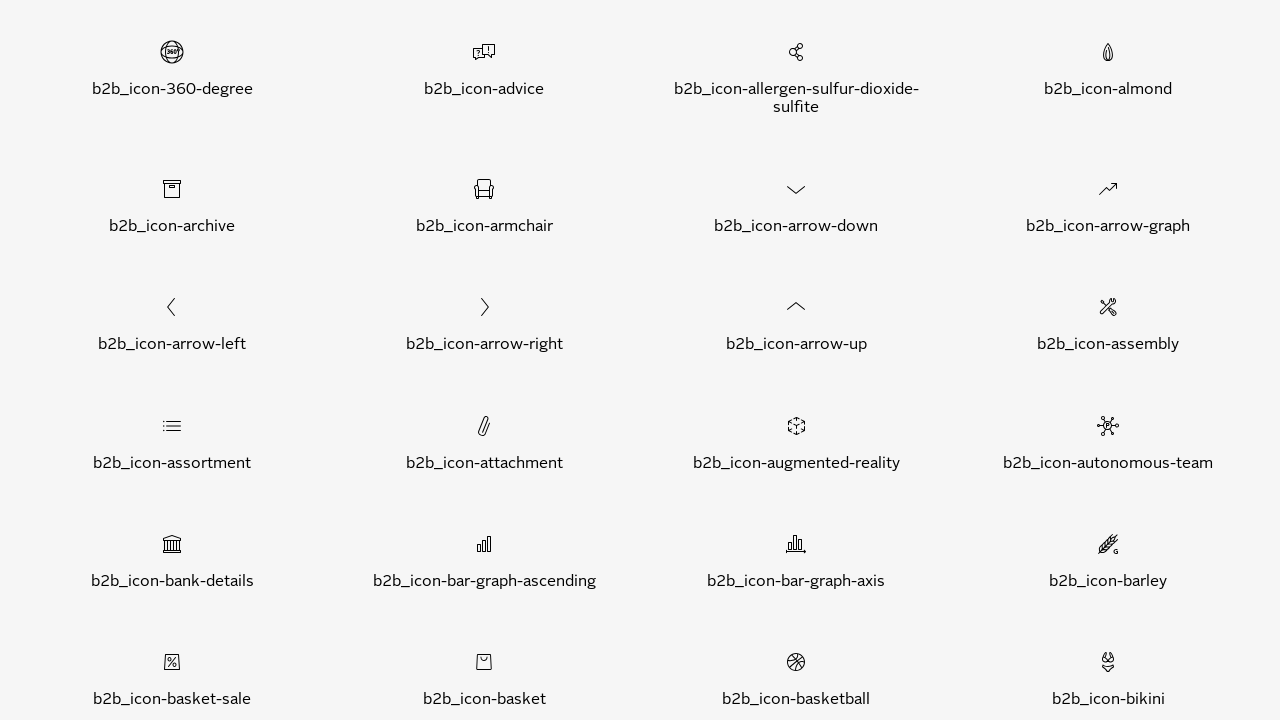 b2b_icon-360-degree
b2b_icon-advice
b2b_icon-allergen-sulfur-dioxide-
sulfite
b2b_icon-almond
b2b_icon-archive
b2b_icon-armchair
b2b_icon-arrow-down
b2b_icon-arrow-graph
b2b_icon-arrow-left
b2b_icon-arrow-right
b2b_icon-arrow-up
b2b_icon-assembly
b2b_icon-assortment
b2b_icon-attachment
b2b_icon-augmented-reality
b2b_icon-autonomous-team
b2b_icon-bank-details
b2b_icon-bar-graph-ascending
b2b_icon-bar-graph-axis
b2b_icon-barley
b2b_icon-basket-sale
b2b_icon-basket
b2b_icon-basketball
b2b_icon-bikini